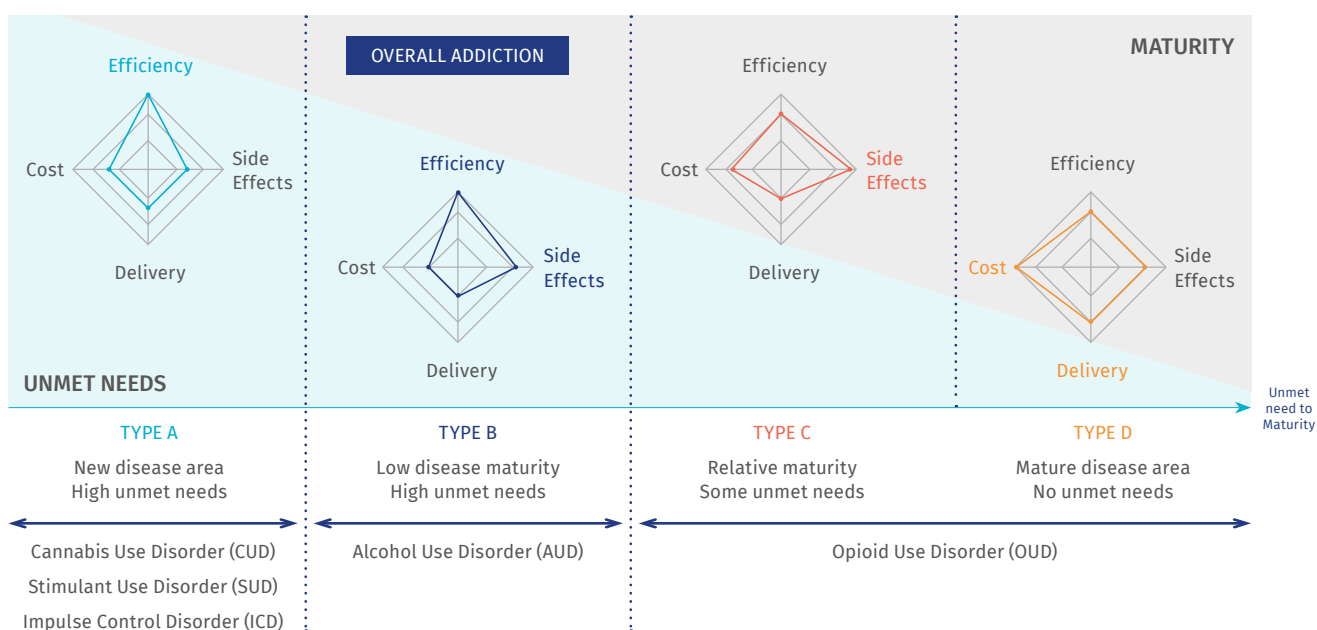 OVERALL ADDICTION
MATURITY
Efficiency
Cost
Side
Effects
Delivery
Efficiency
Cost
Side
Effects
Delivery
Efficiency
Cost
Side
Effects
Delivery
Efficiency
Cost
Side
Effects
Delivery
UNMET NEEDS
Unmet
need to
Maturity
TYPE A
New disease area
High unmet needs
TYPE B
Low disease maturity
High unmet needs
TYPE C
Relative maturity
Some unmet needs
TYPE D
Mature disease area
No unmet needs
Cannabis Use Disorder (CUD)
Stimulant Use Disorder (SUD)
Impulse Control Disorder (ICD)
Alcohol Use Disorder (AUD)
Opioid Use Disorder (OUD)